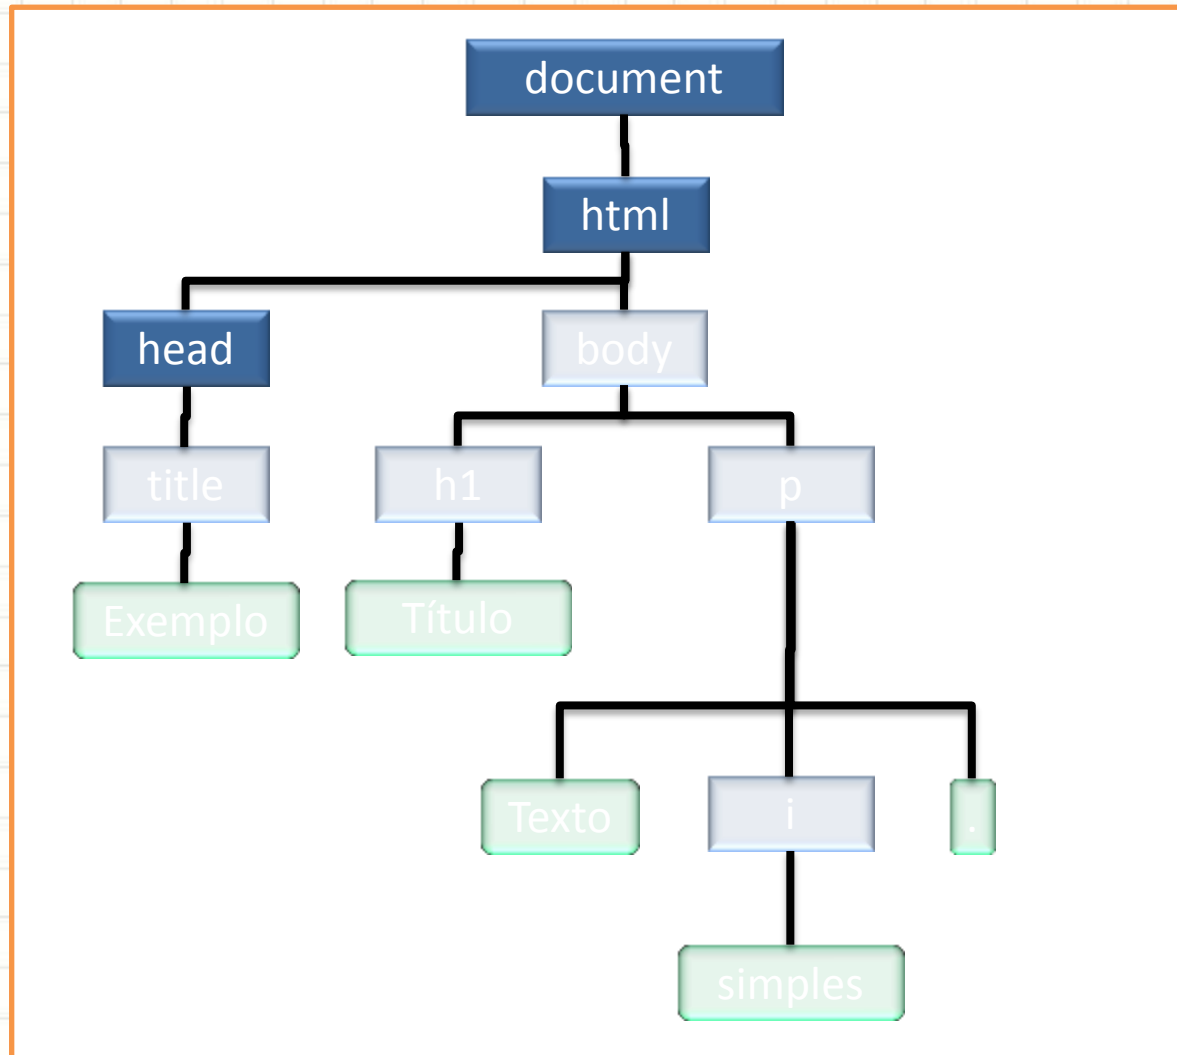 document
html
head
body
title
h1
p
Exemplo
Título
Texto
i
.
simples